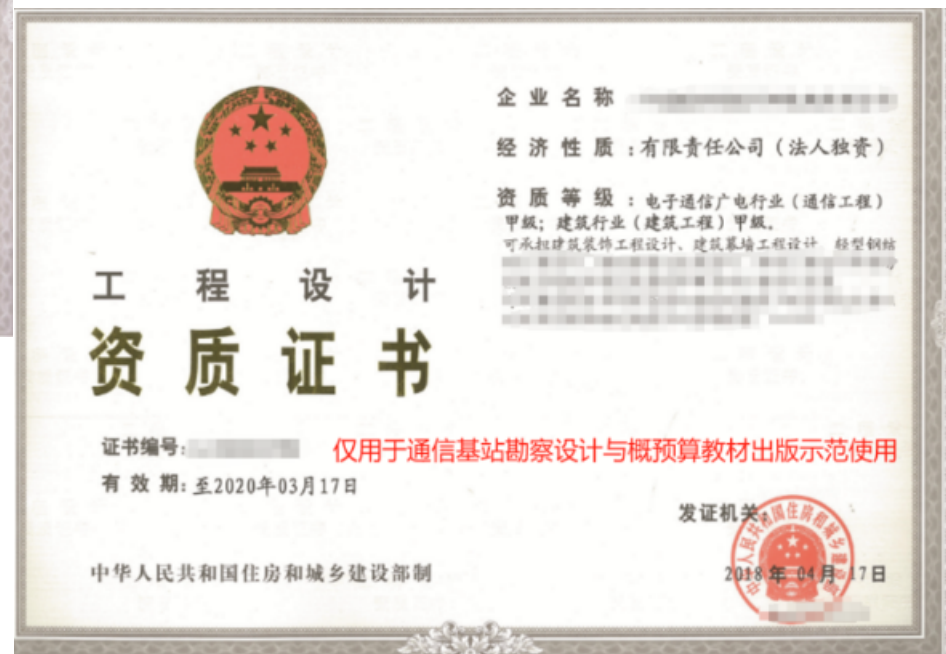 工程设计
资质证书
企业名称
经济性质：有限责任公司（法人独资）
资质等级：电子通信广电行业（通信工程）
甲级；建筑行业（建筑工程）甲级。
可承担建筑装饰工程设计、建筑幕墙工程设计、轻型钢结
证书编号：
仅用于通信基站勘察设计与概预算教材出版示范使用
有效期：至2020年03月17日
发证机关：
2018年04月17日
中华人民共和国住房和城乡建设部制